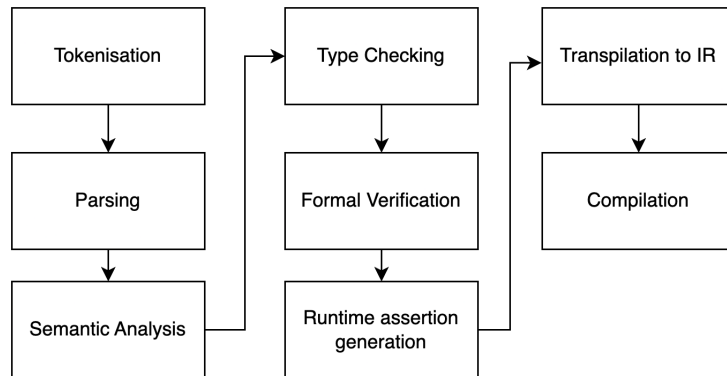 Tokenisation
Parsing
Semantic Analysis
Type Checking
Formal Verification
Runtime assertion
generation
Transpilation to IR
Compilation